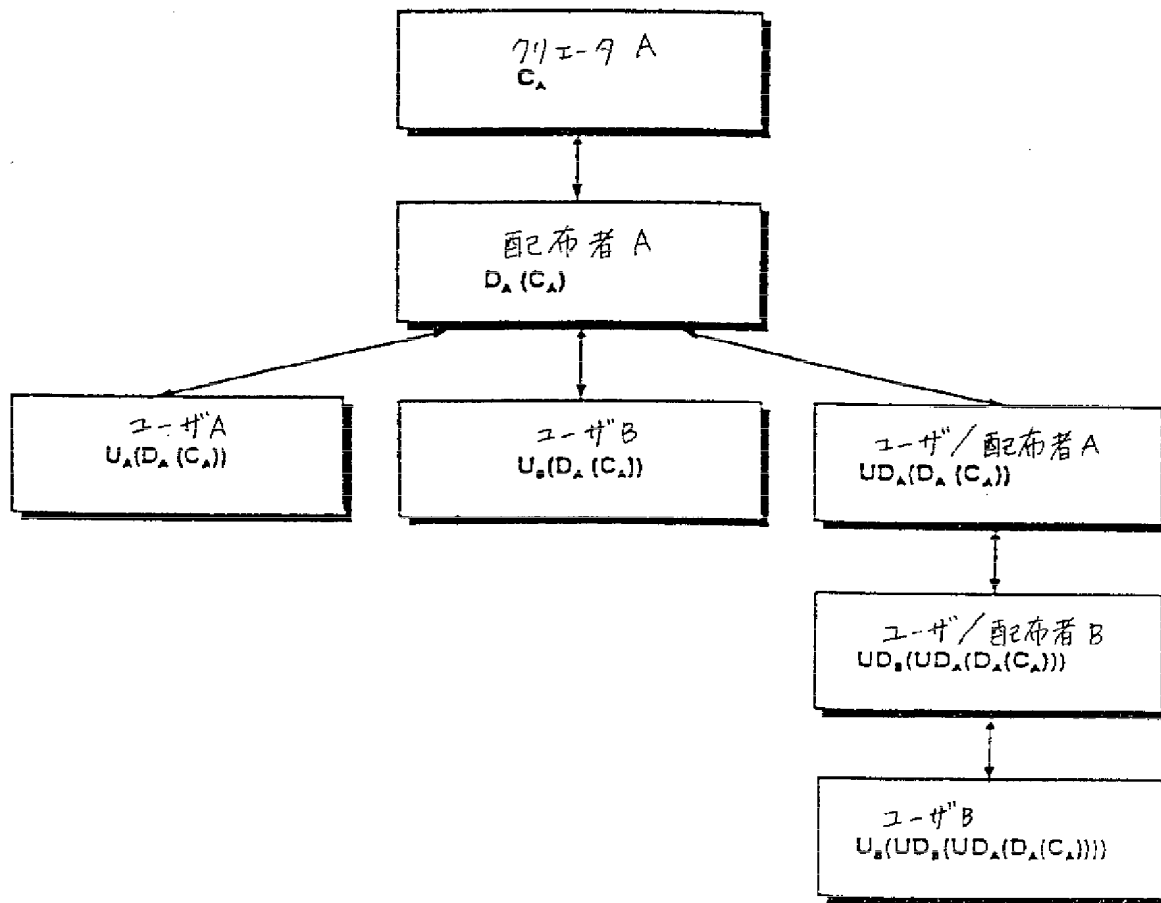 クリエータ A
C_A
配布者 A
D_A (C_A)
ユーザA
U_A(D_A (C_A))
ユーザB
U_B(D_A (C_A))
ユーザ/配布者A
UD_A(D_A (C_A))
ユーザ/配布者B
UD_B(UD_A(D_A(C_A)))
ユーザB
U_B(UD_B(UD_A(D_A(C_A))))